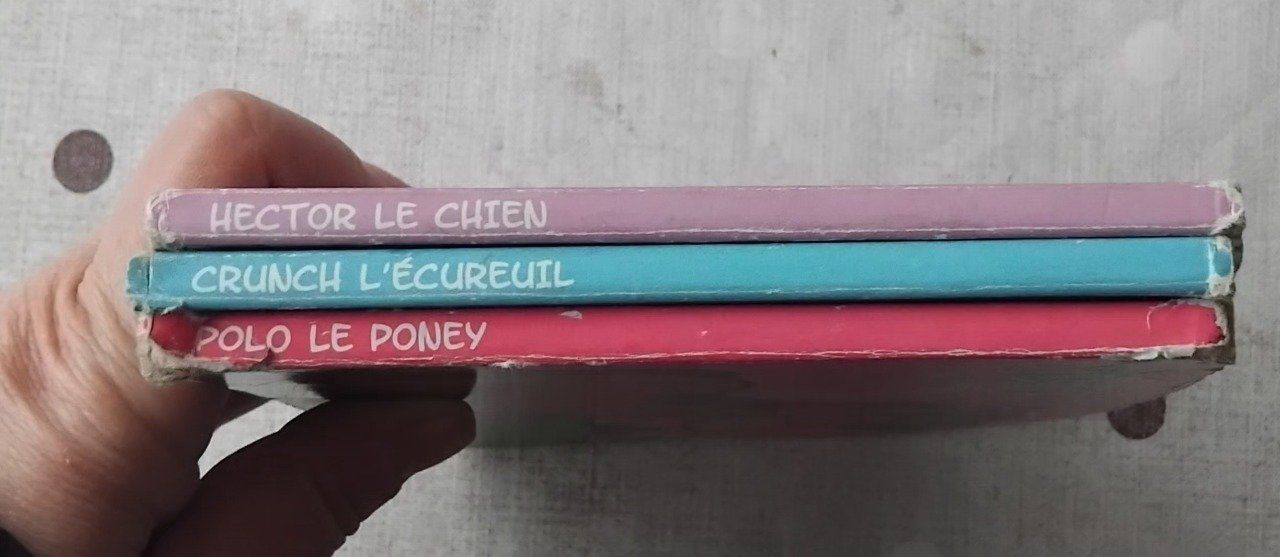 HECTOR LE CHIEN
CRUNCH L'ÉCUREUIL
POLO LE PONEY